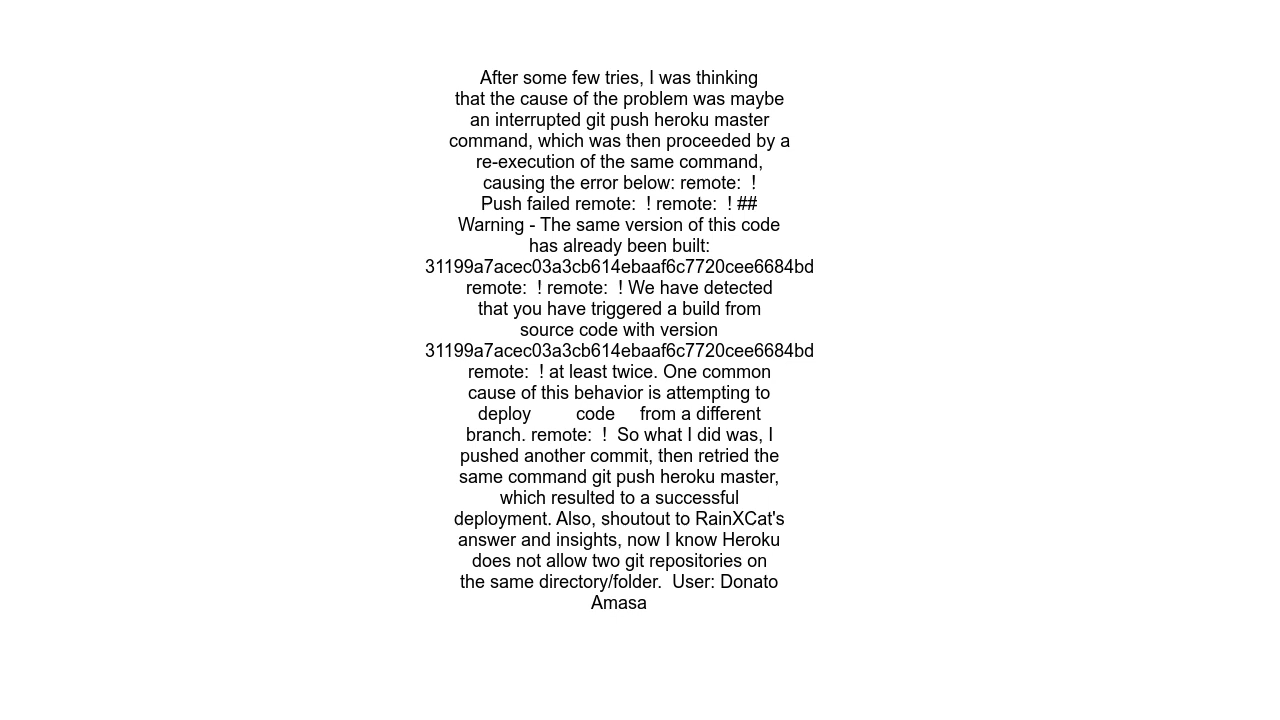 After some few tries, I was thinking
that the cause of the problem was maybe
an interrupted git push heroku master
command, which was then proceeded by a
re-execution of the same command,
causing the error below: remote:  !
Push failed remote:  ! remote:  ! ##
Warning - The same version of this code
has already been built:
31199a7acec03a3cb614ebaaf6c7720cee6684bd
remote:  ! remote:  ! We have detected
that you have triggered a build from
source code with version
31199a7acec03a3cb614ebaaf6c7720cee6684bd
remote:  ! at least twice. One common
cause of this behavior is attempting to
deploy         code     from a different
branch. remote:  !  So what I did was, I
pushed another commit, then retried the
same command git push heroku master,
which resulted to a successful
deployment. Also, shoutout to RainXCat's
answer and insights, now I know Heroku
does not allow two git repositories on
the same directory/folder.  User: Donato
Amasa